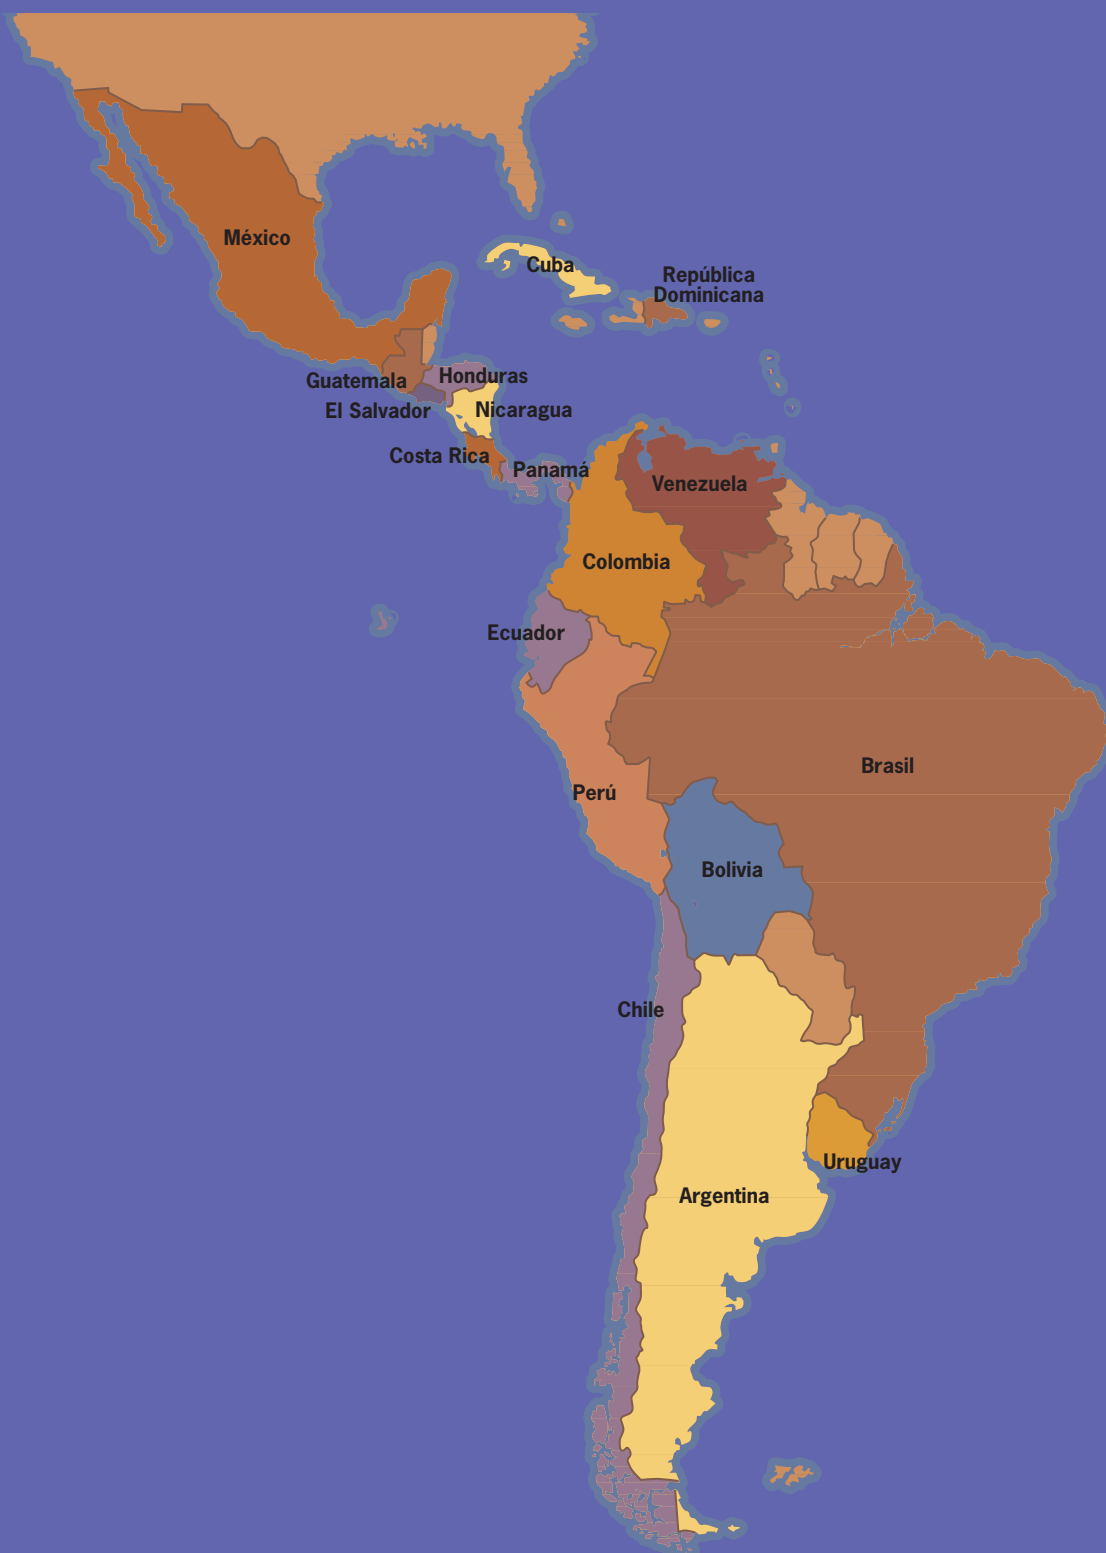 México
Cuba
República
Dominicana
Guatemala
Honduras
El Salvador
Nicaragua
Costa Rica
Panamá
Venezuela
Colombia
Ecuador
Brasil
Perú
Bolivia
Chile
Uruguay
Argentina